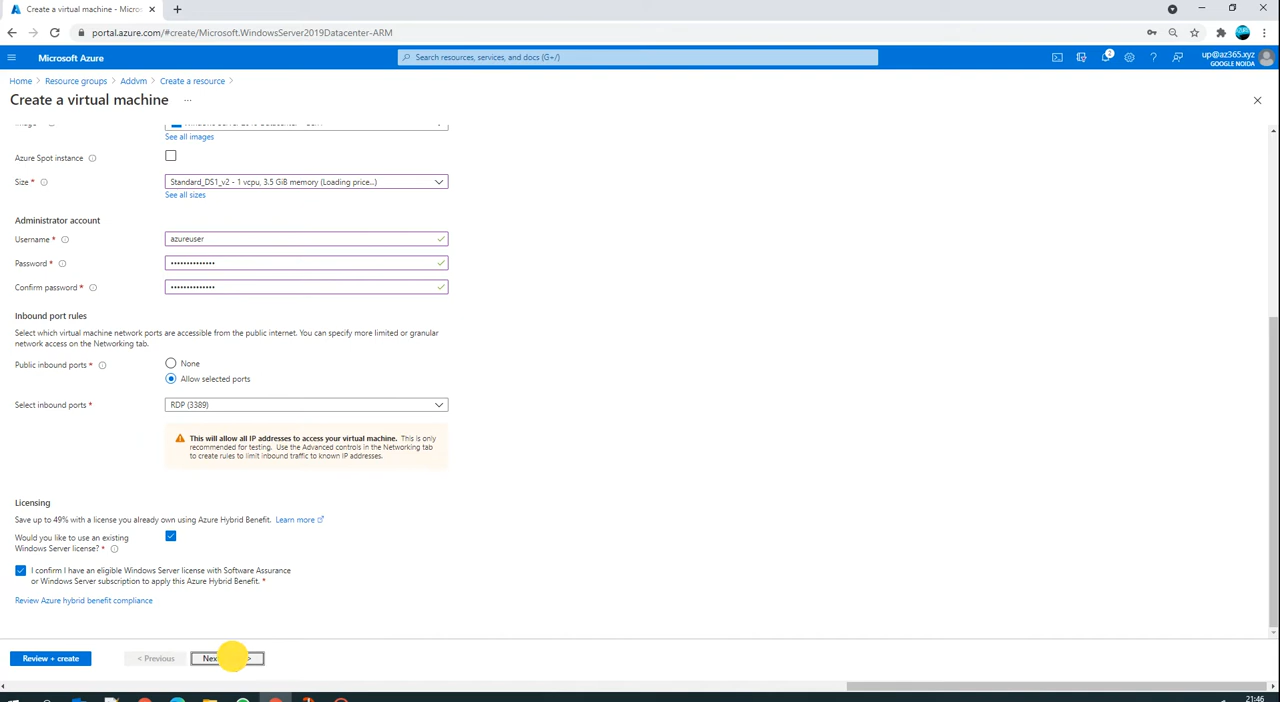 Create a virtual machine - Micros
portal.azure.com/#create/Microsoft.WindowsServer2019Datacenter-ARM
Microsoft Azure
Search resources, services, and docs (G+/)
2
up@az365.xyz
GOOGLE NOIDA
Home > Resource groups > Addvm > Create a resource >
Create a virtual machine ...
See all images
Azure Spot instance
Size *
Standard_DS1_v2 - 1 vcpu, 3.5 GiB memory (Loading price...)
See all sizes
Administrator account
Username *
azureuser
Password *
••••••••••••••
Confirm password *
••••••••••••••
Inbound port rules
Select which virtual machine network ports are accessible from the public internet. You can specify more limited or granular
network access on the Networking tab.
Public inbound ports *
None
Allow selected ports
Select inbound ports *
RDP (3389)
This will allow all IP addresses to access your virtual machine. This is only
recommended for testing. Use the Advanced controls in the Networking tab
to create rules to limit inbound traffic to known IP addresses.
Licensing
Save up to 49% with a license you already own using Azure Hybrid Benefit. Learn more
Would you like to use an existing
Windows Server license? *
I confirm I have an eligible Windows Server license with Software Assurance
or Windows Server subscription to apply this Azure Hybrid Benefit. *
Review Azure hybrid benefit compliance
Review + create
< Previous
21:46